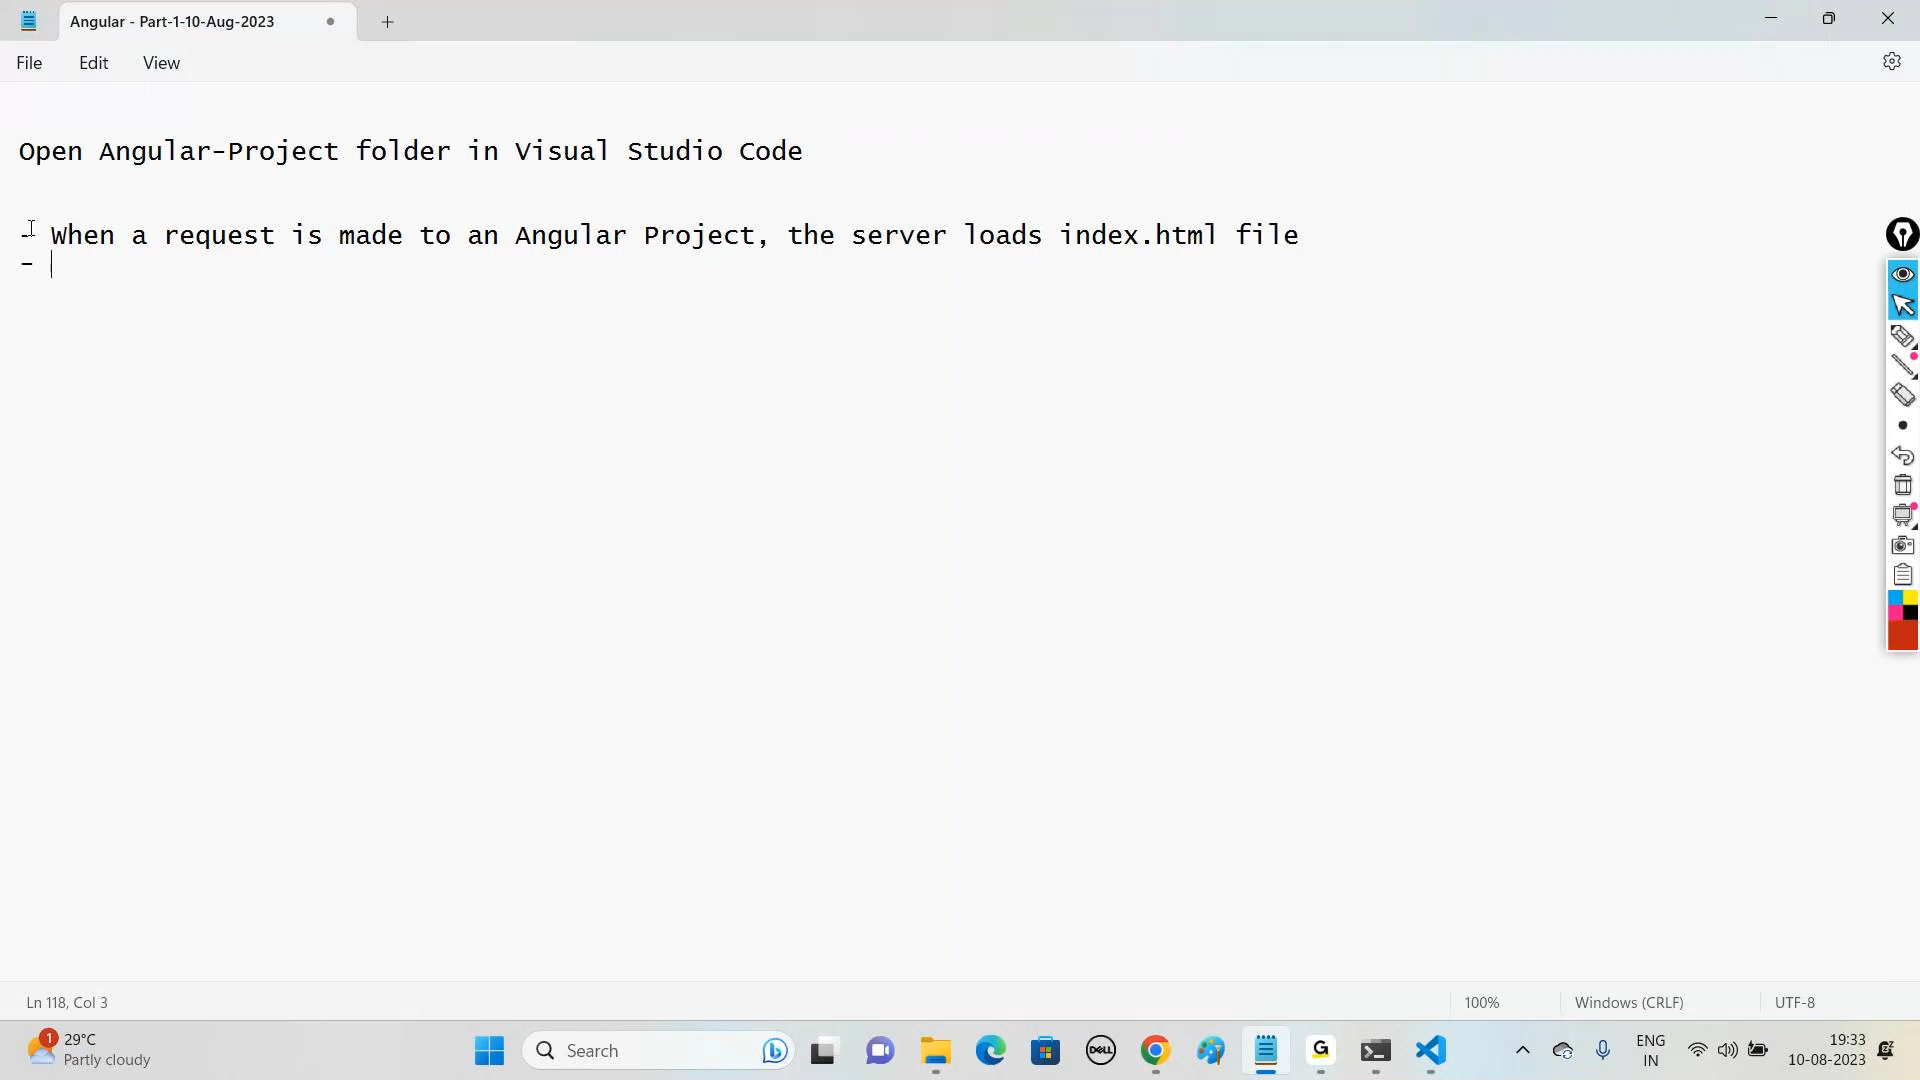 Angular - Part-1-10-Aug-2023
File Edit View
Open Angular-Project folder in Visual Studio Code
- When a request is made to an Angular Project, the server loads index.html file
-
Ln 118, Col 3 100% Windows (CRLF) UTF-8
1 29°C
Partly cloudy
Search
DELL
G
ENG
IN
19:33
10-08-2023